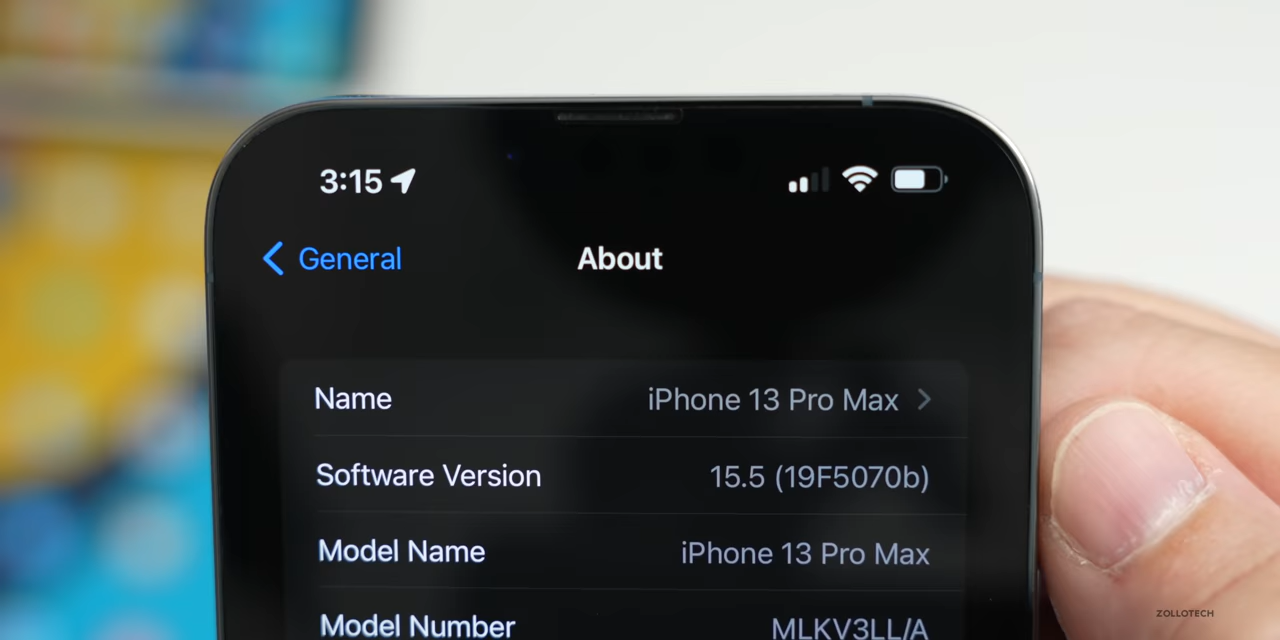 3:15
General
About
Name iPhone 13 Pro Max
Software Version 15.5 (19F5070b)
Model Name iPhone 13 Pro Max
Model Number MLKV3LL/A
ZOLLOTECH